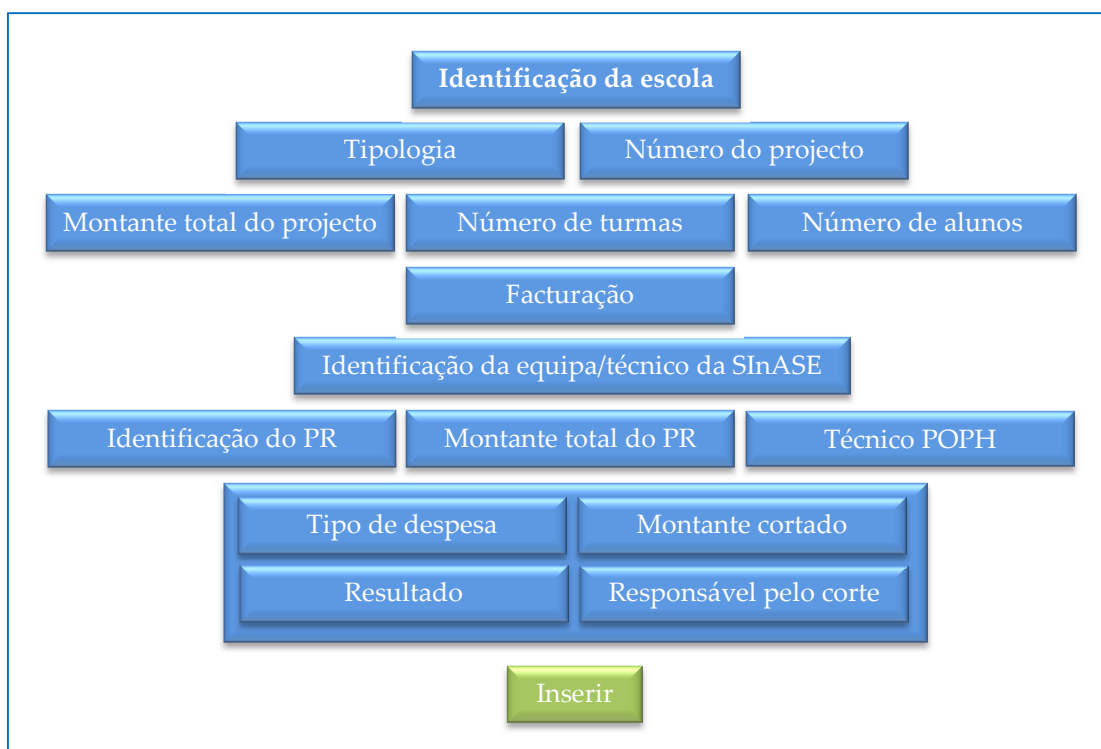 Identificação da escola
Tipologia
Número do projecto
Montante total do projecto
Número de turmas
Número de alunos
Facturação
Identificação da equipa/técnico da SInASE
Identificação do PR
Montante total do PR
Técnico POPH
Tipo de despesa
Montante cortado
Resultado
Responsável pelo corte
Inserir